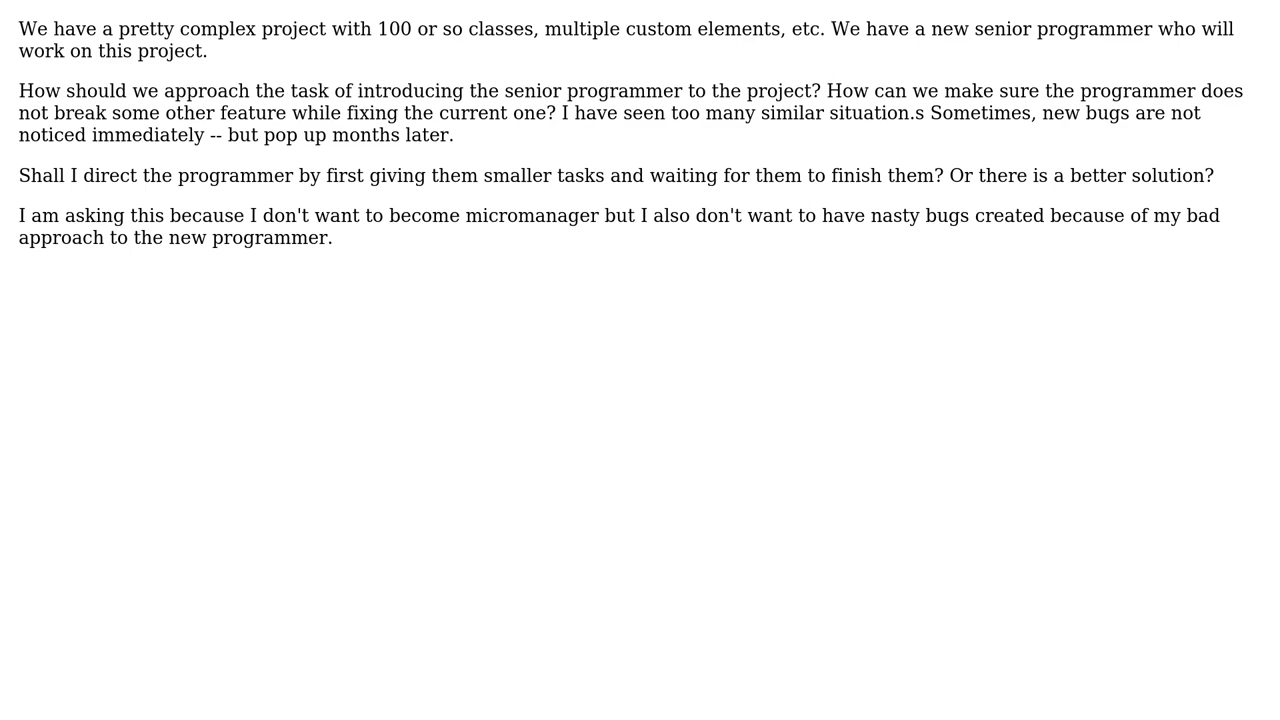 We have a pretty complex project with 100 or so classes, multiple custom elements, etc. We have a new senior programmer who will
work on this project.
How should we approach the task of introducing the senior programmer to the project? How can we make sure the programmer does
not break some other feature while fixing the current one? I have seen too many similar situation.s Sometimes, new bugs are not
noticed immediately -- but pop up months later.
Shall I direct the programmer by first giving them smaller tasks and waiting for them to finish them? Or there is a better solution?
I am asking this because I don't want to become micromanager but I also don't want to have nasty bugs created because of my bad
approach to the new programmer.